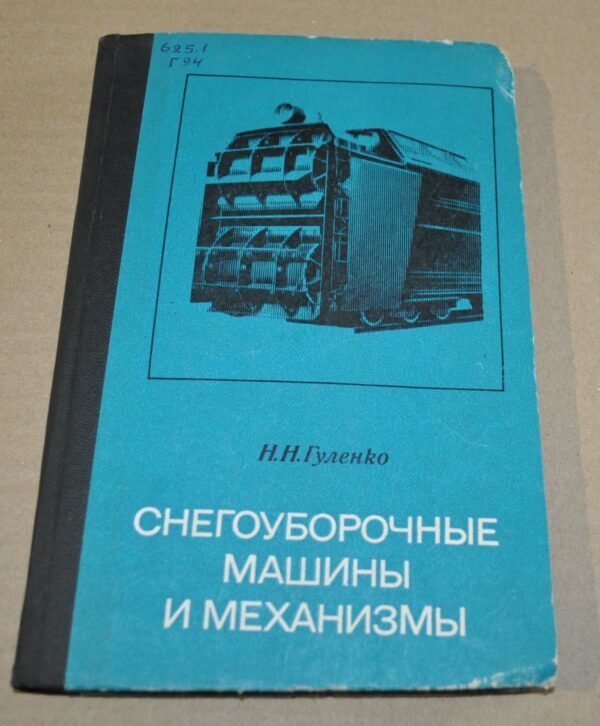 625.1
Г94
Н.Н.Гуленко
СНЕГОУБОРОЧНЫЕ
МАШИНЫ
И МЕХАНИЗМЫ